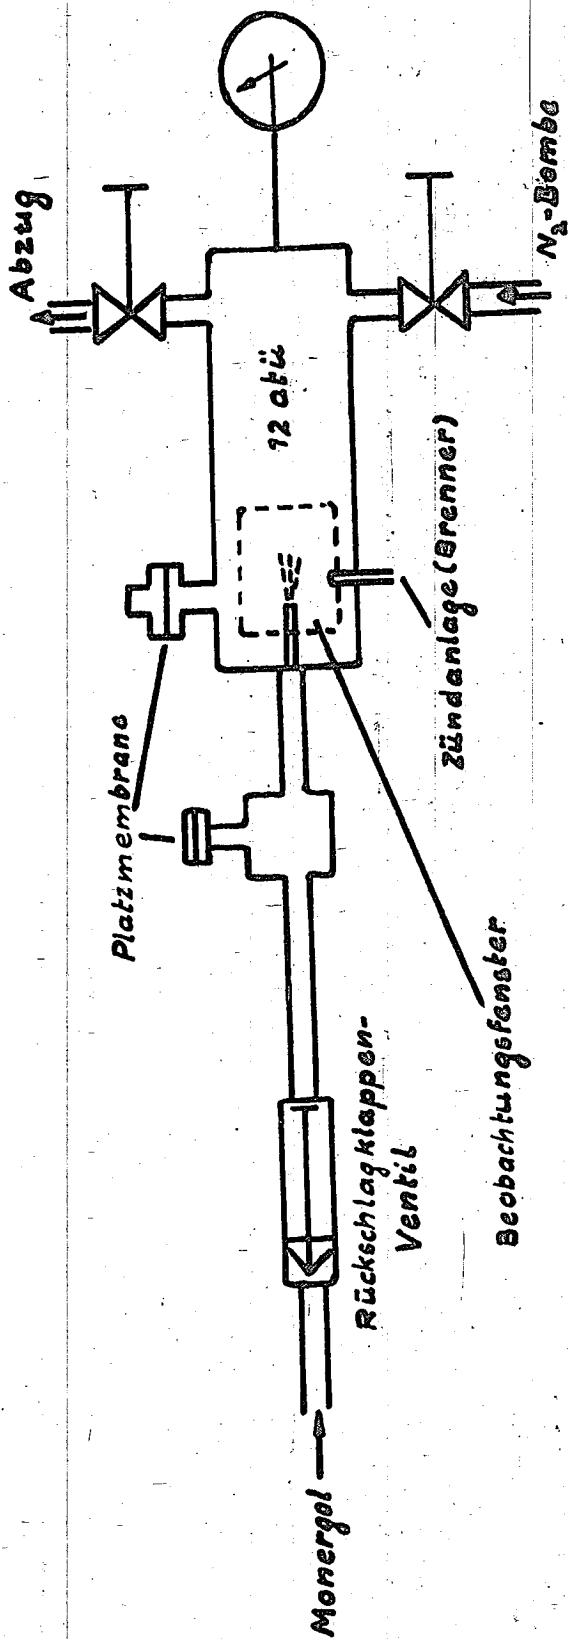 Monergol
Rückschlagklappen-
Ventil
Platzmembrane
Beobachtungsfenster
Zündanlage (Brenner)
12 atü
Abzug
N₂-Bombe